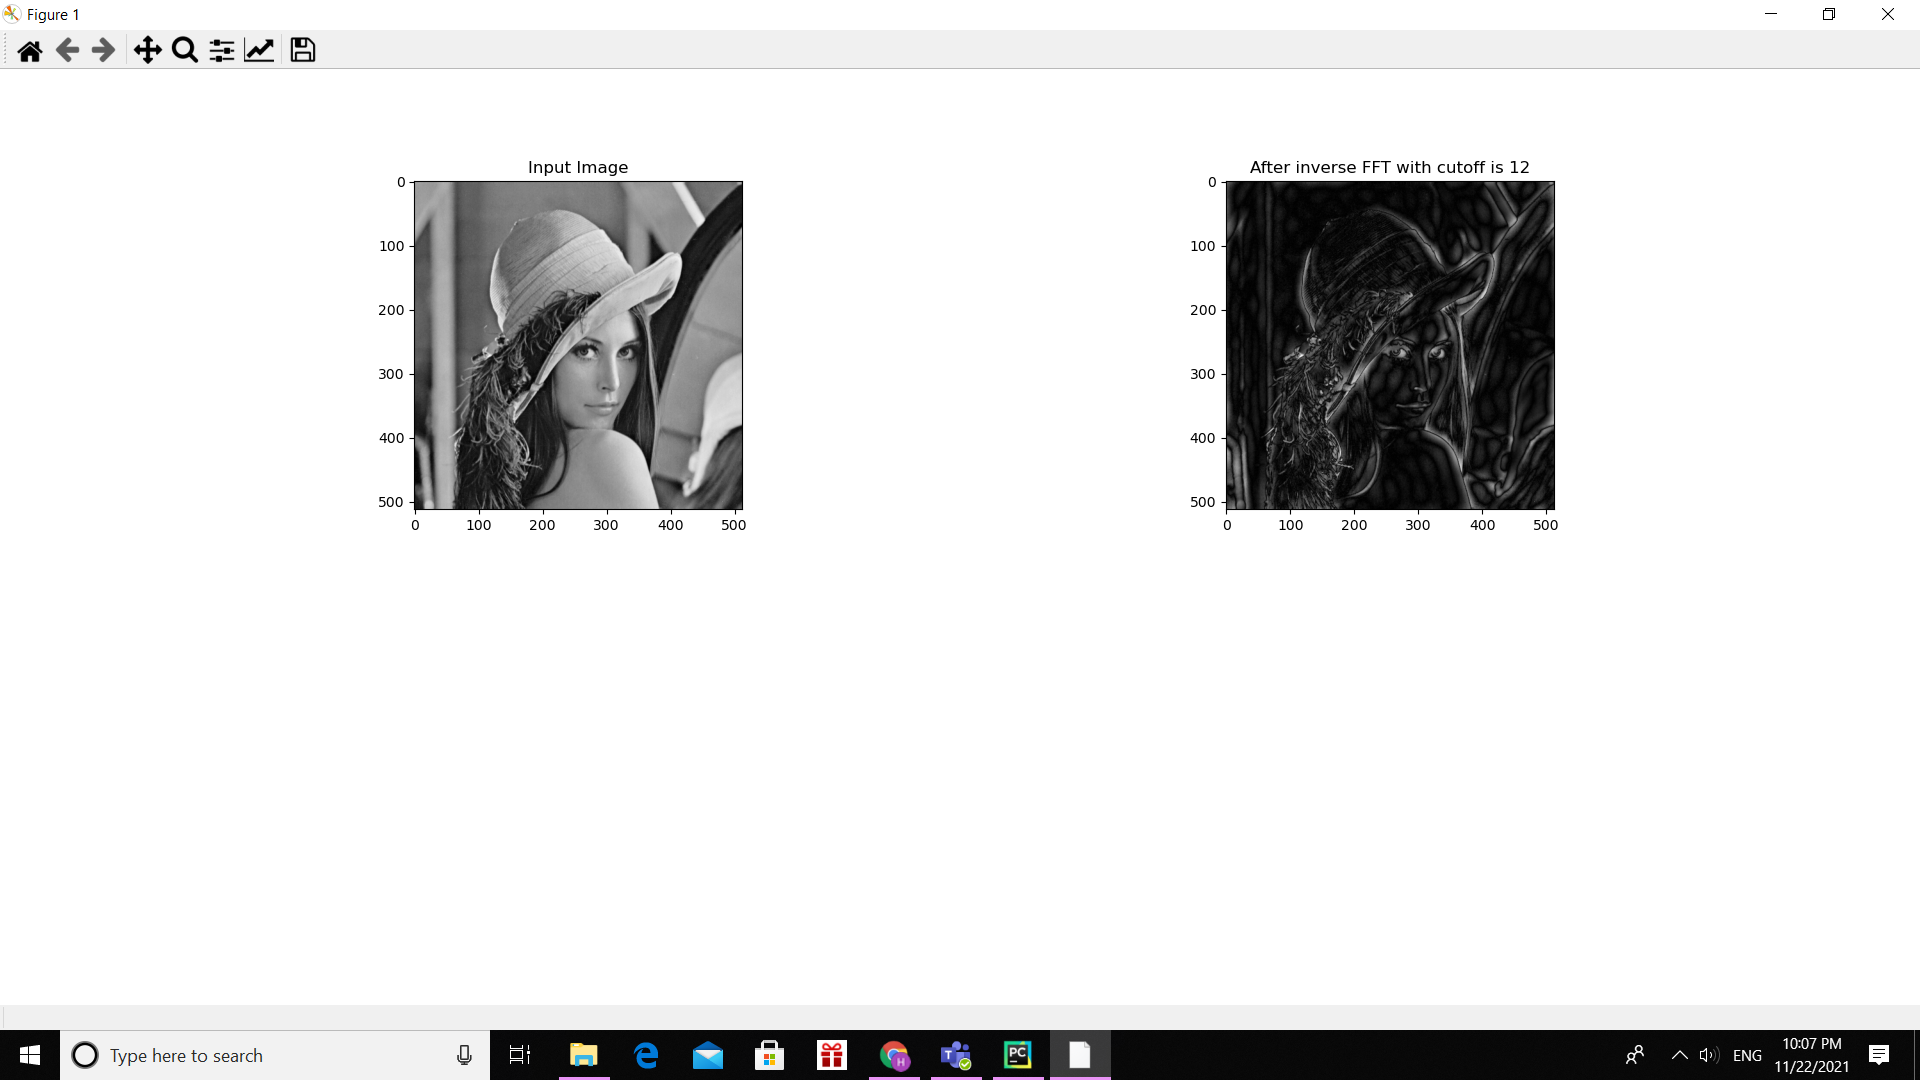 Figure 1
Input Image
0
100
200
300
400
500
0 100 200 300 400 500
After inverse FFT with cutoff is 12
0
100
200
300
400
500
0 100 200 300 400 500
Type here to search
H
T
PC
ENG
10:07 PM
11/22/2021